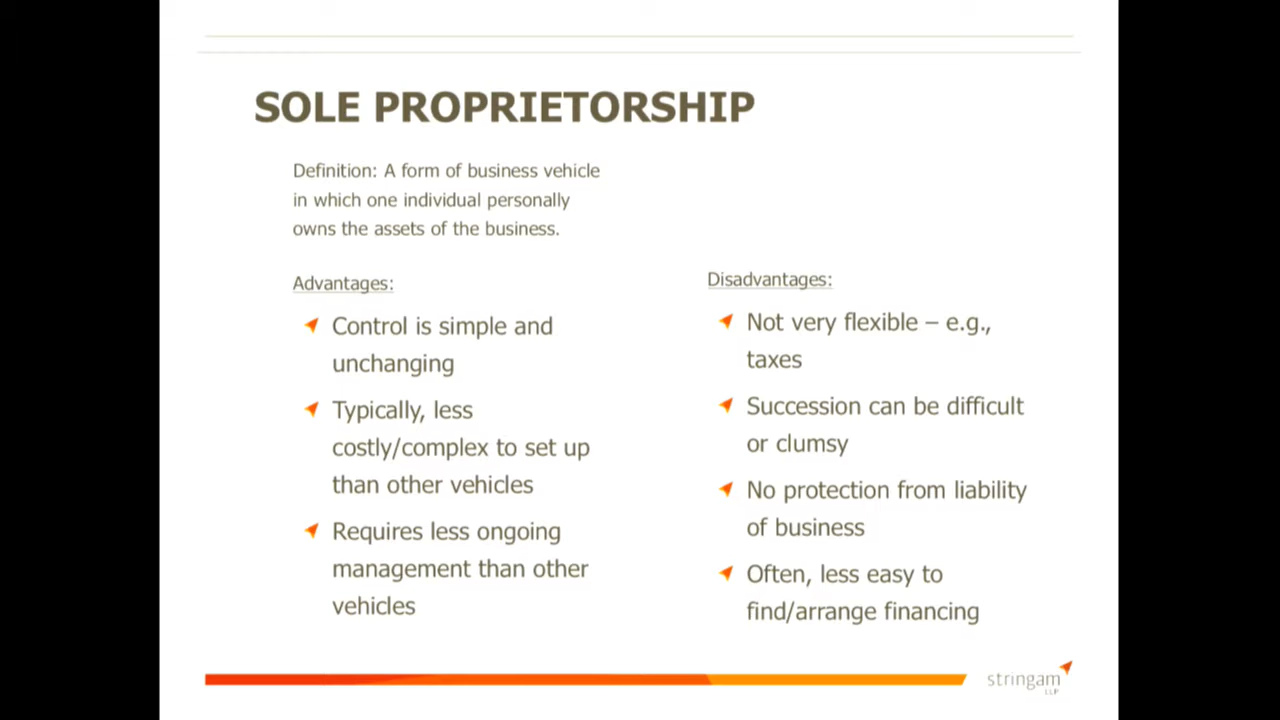 SOLE PROPRIETORSHIP
Definition: A form of business vehicle
in which one individual personally
owns the assets of the business.
Advantages:
Control is simple and
unchanging
Typically, less
costly/complex to set up
than other vehicles
Requires less ongoing
management than other
vehicles
Disadvantages:
Not very flexible – e.g.,
taxes
Succession can be difficult
or clumsy
No protection from liability
of business
Often, less easy to
find/arrange financing
stringam
LLP